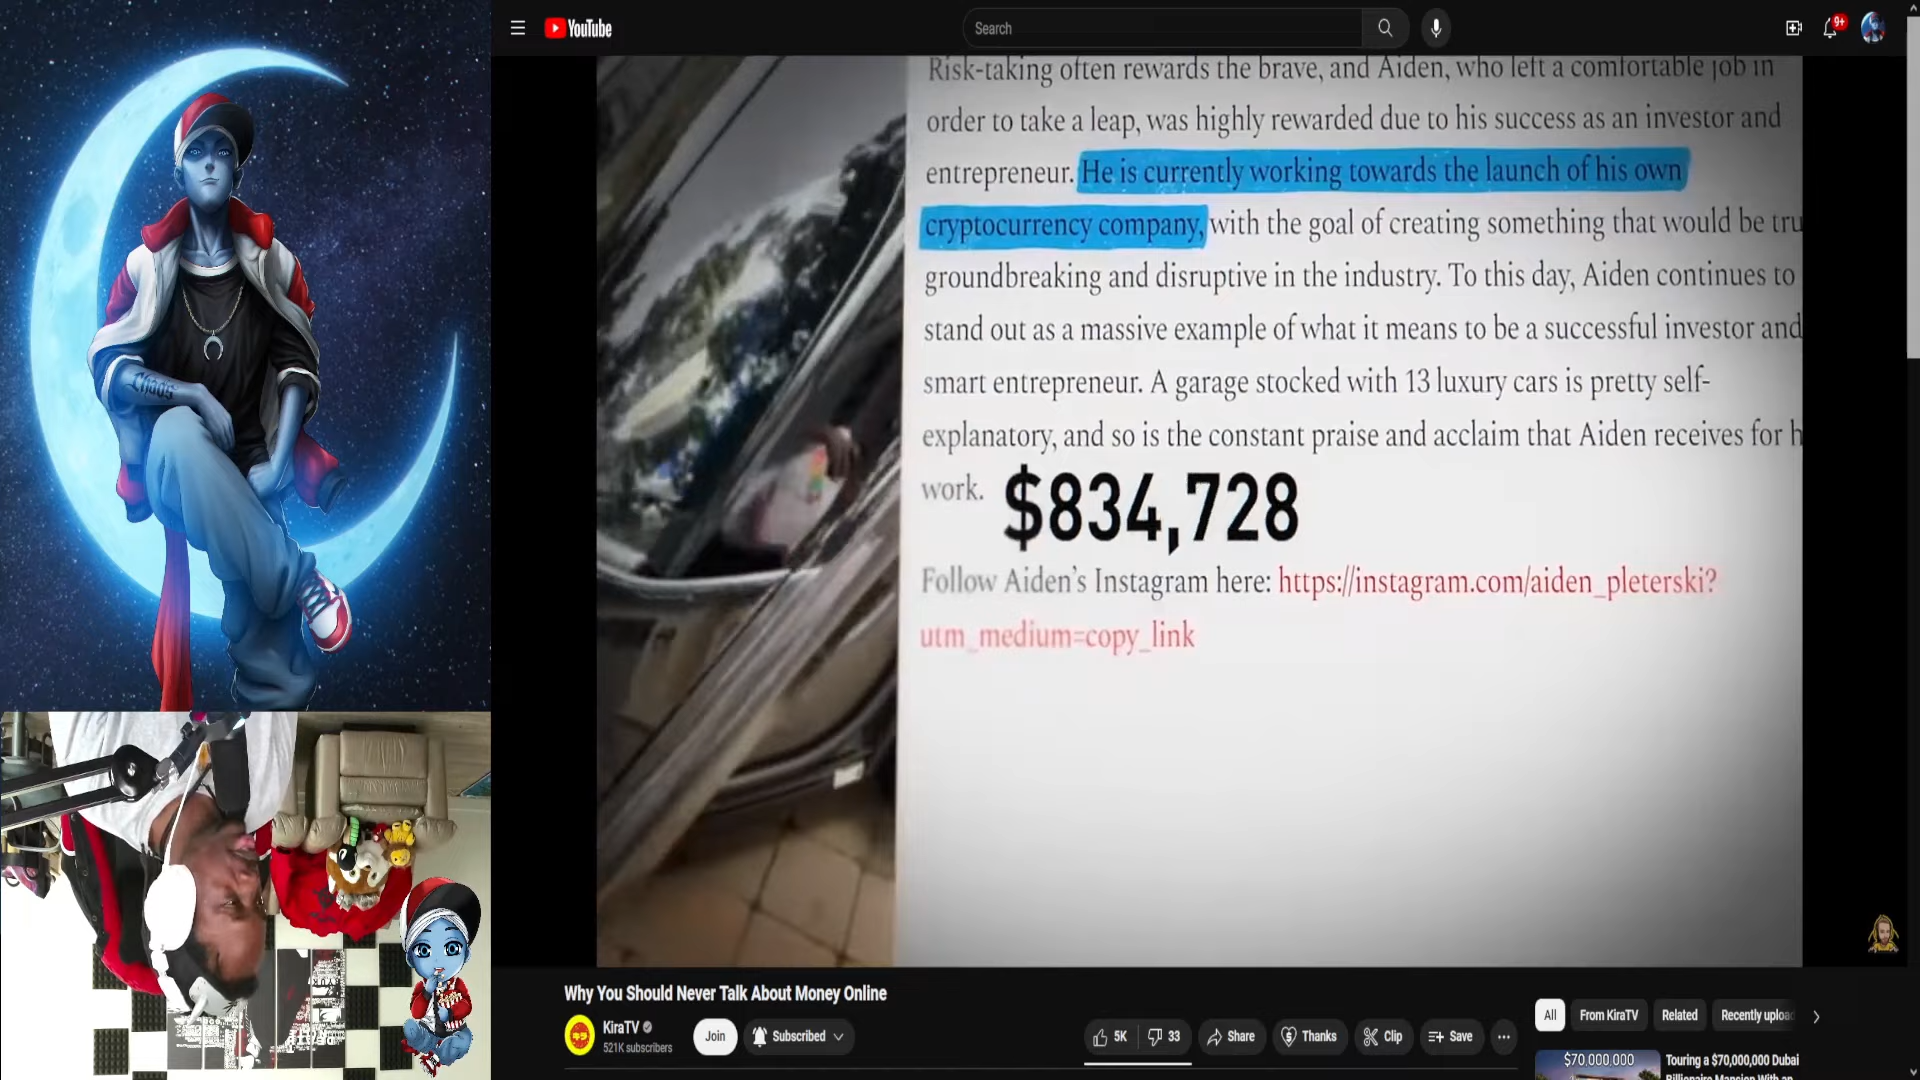 YouTube
Search
9+
Risk-taking often rewards the brave, and Aiden, who left a comfortable job in
order to take a leap, was highly rewarded due to his success as an investor and
entrepreneur. He is currently working towards the launch of his own
cryptocurrency company, with the goal of creating something that would be tru
groundbreaking and disruptive in the industry. To this day, Aiden continues to
stand out as a massive example of what it means to be a successful investor and
smart entrepreneur. A garage stocked with 13 luxury cars is pretty self-
explanatory, and so is the constant praise and acclaim that Aiden receives for h
work.
$834,728
Follow Aiden's Instagram here: https://instagram.com/aiden_pleterski?
utm_medium=copy_link
Chaos
Why You Should Never Talk About Money Online
KiraTV
521K subscribers
Join
Subscribed
5K
33
Share
Thanks
Clip
Save
All
From KiraTV
Related
Recently upload
$70,000,000
Touring a $70,000,000 Dubai
Billionaire Mansion With an